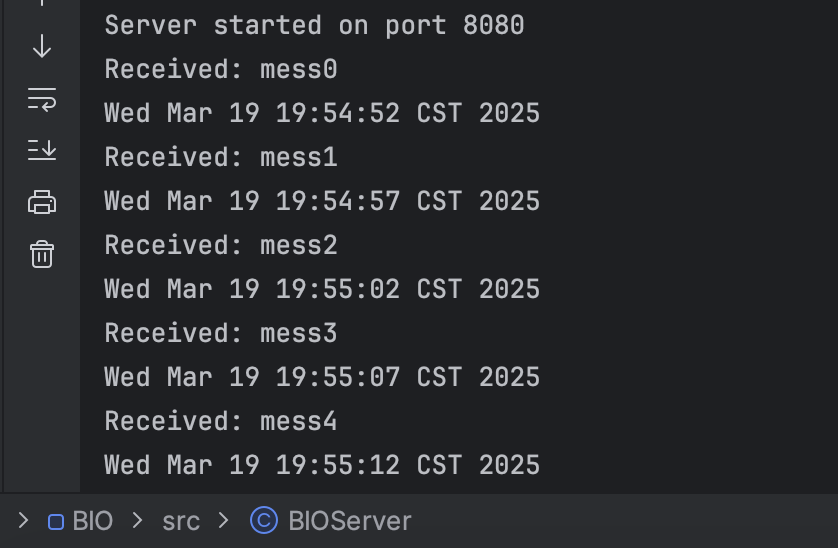 Server started on port 8080
Received: mess0
Wed Mar 19 19:54:52 CST 2025
Received: mess1
Wed Mar 19 19:54:57 CST 2025
Received: mess2
Wed Mar 19 19:55:02 CST 2025
Received: mess3
Wed Mar 19 19:55:07 CST 2025
Received: mess4
Wed Mar 19 19:55:12 CST 2025
> BIO > src > C BIOServer